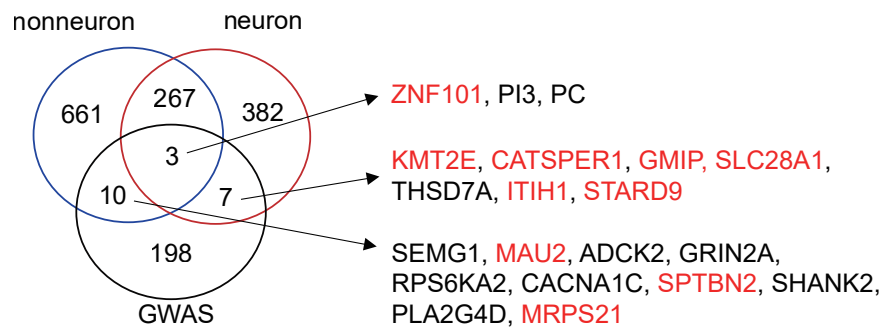 nonneuron
neuron
661
267
382
3
10
7
198
GWAS
ZNF101, PI3, PC
KMT2E, CATSPER1, GMIP, SLC28A1,
THSD7A, ITIH1, STARD9
SEMG1, MAU2, ADCK2, GRIN2A,
RPS6KA2, CACNA1C, SPTBN2, SHANK2,
PLA2G4D, MRPS21